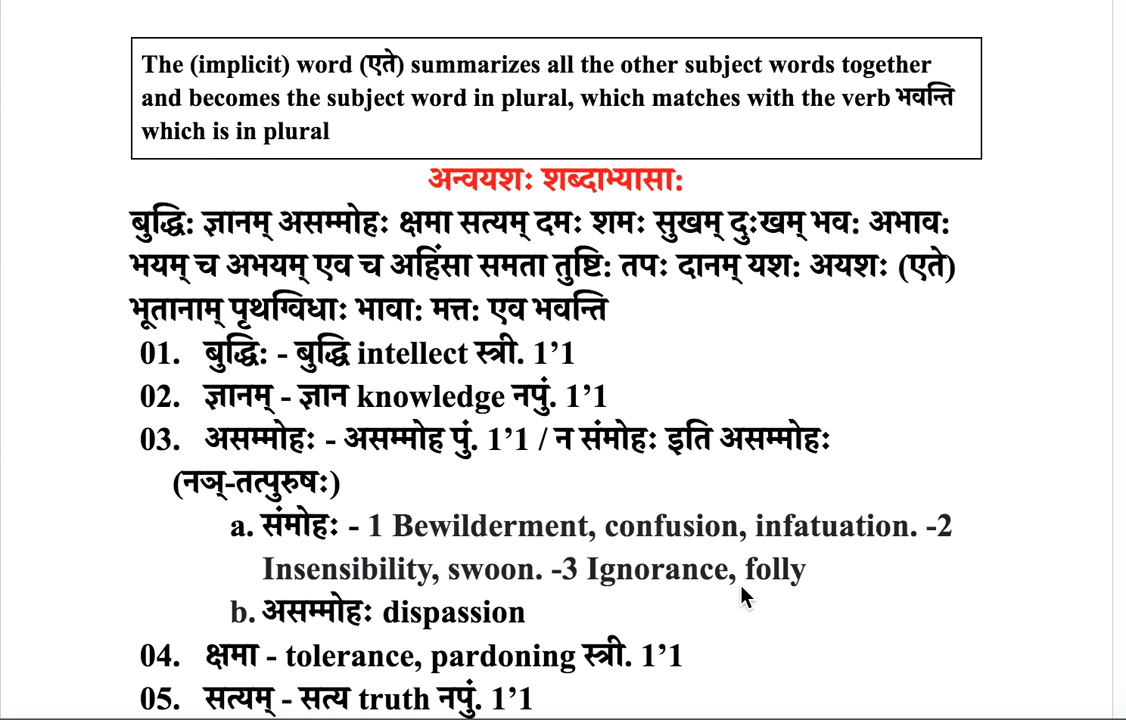 The (implicit) word (एते) summarizes all the other subject words together
and becomes the subject word in plural, which matches with the verb भवन्ति
which is in plural
अन्वयशः शब्दाभ्यासा:
बुद्धि: ज्ञानम् असम्मोहः क्षमा सत्यम् दमः शमः सुखम् दुःखम् भव: अभाव:
भयम् च अभयम् एव च अहिंसा समता तुष्टि: तपः दानम् यश: अयशः (एते)
भूतानाम् पृथग्विधाः भावा: मत्त: एव भवन्ति
01. बुद्धि: - बुद्धि intellect स्त्री. 1’1
02. ज्ञानम् - ज्ञान knowledge नपुं. 1’1
03. असम्मोहः - असम्मोह पुं. 1’1 / न संमोहः इति असम्मोहः
(नञ्-तत्पुरुषः)
a. संमोहः - 1 Bewilderment, confusion, infatuation. -2
Insensibility, swoon. -3 Ignorance, folly
b. असम्मोहः dispassion
04. क्षमा - tolerance, pardoning स्त्री. 1’1
05. सत्यम् - सत्य truth नपुं. 1’1